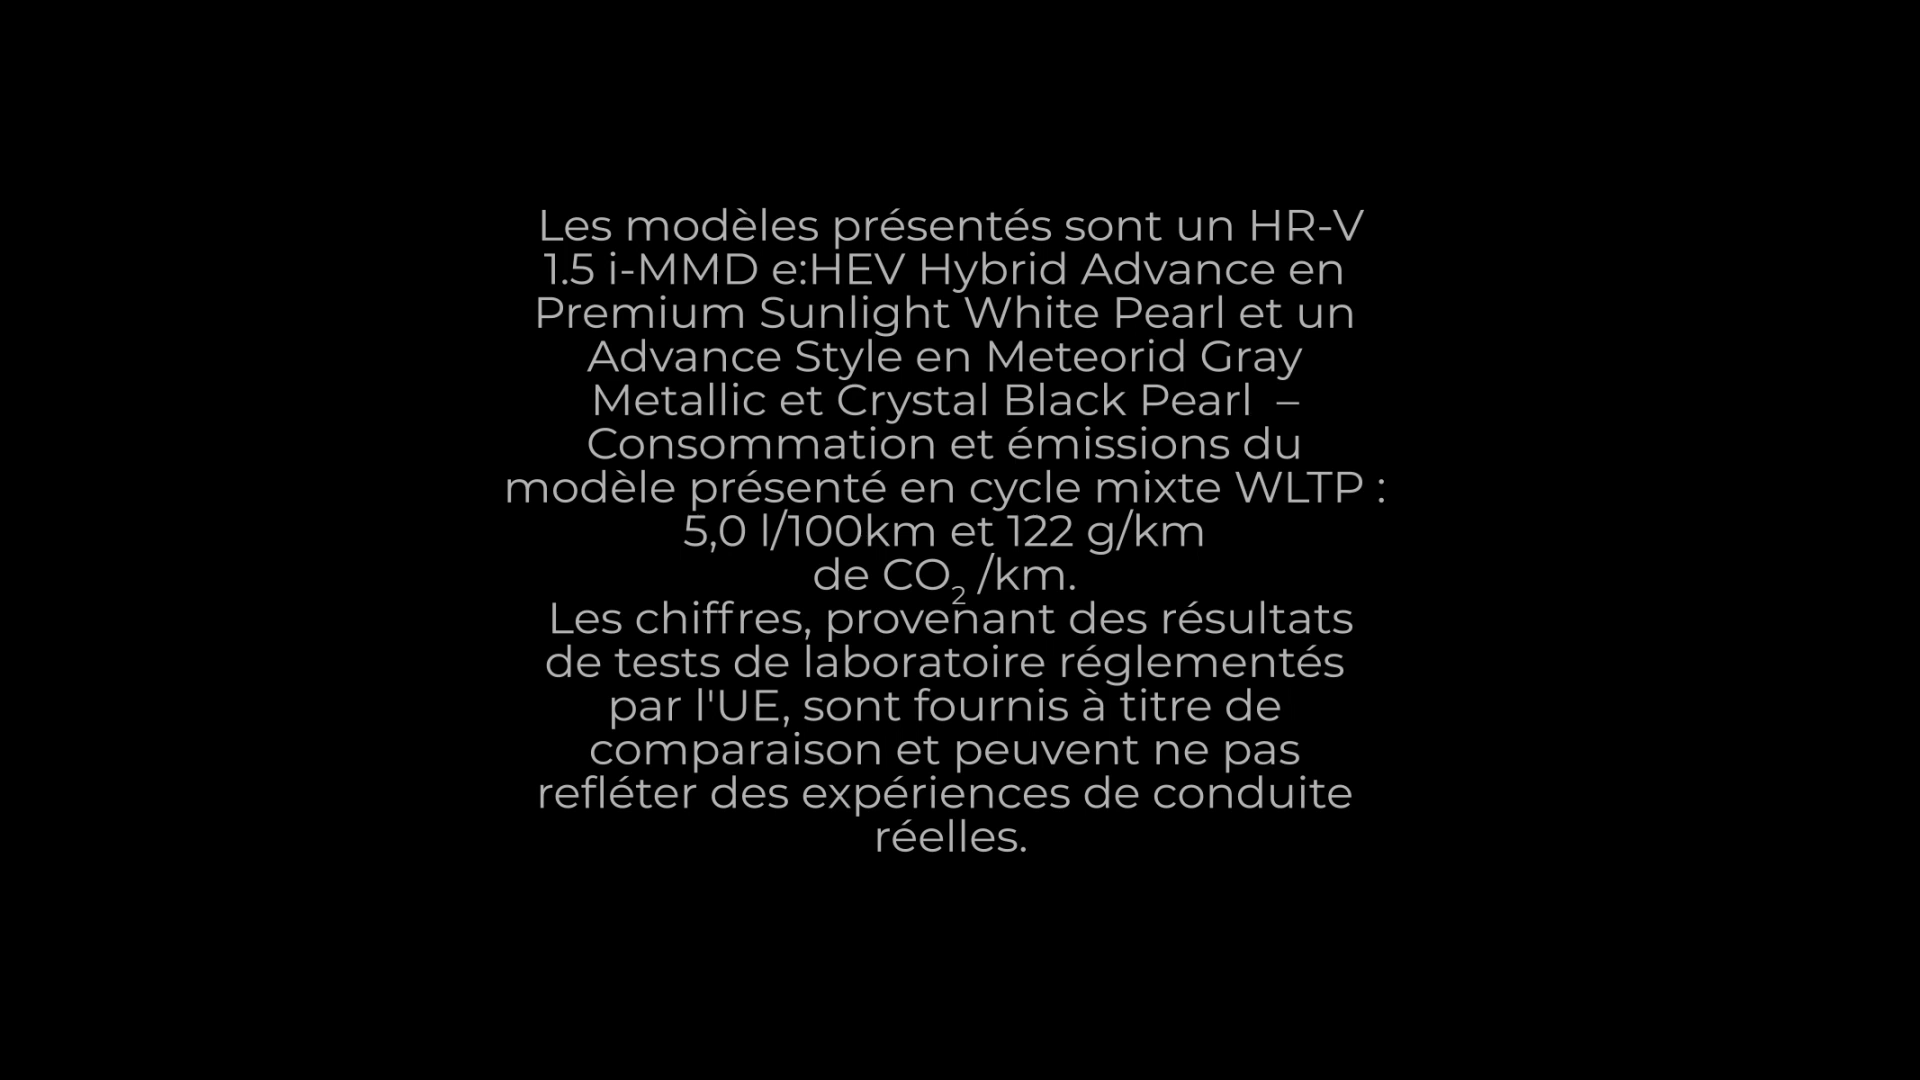 Les modèles présentés sont un HR-V
1.5 i-MMD e:HEV Hybrid Advance en
Premium Sunlight White Pearl et un
Advance Style en Meteorid Gray
Metallic et Crystal Black Pearl –
Consommation et émissions du
modèle présenté en cycle mixte WLTP :
5,0 l/100km et 122 g/km
de CO₂ /km.
Les chiffres, provenant des résultats
de tests de laboratoire réglementés
par l'UE, sont fournis à titre de
comparaison et peuvent ne pas
refléter des expériences de conduite
réelles.